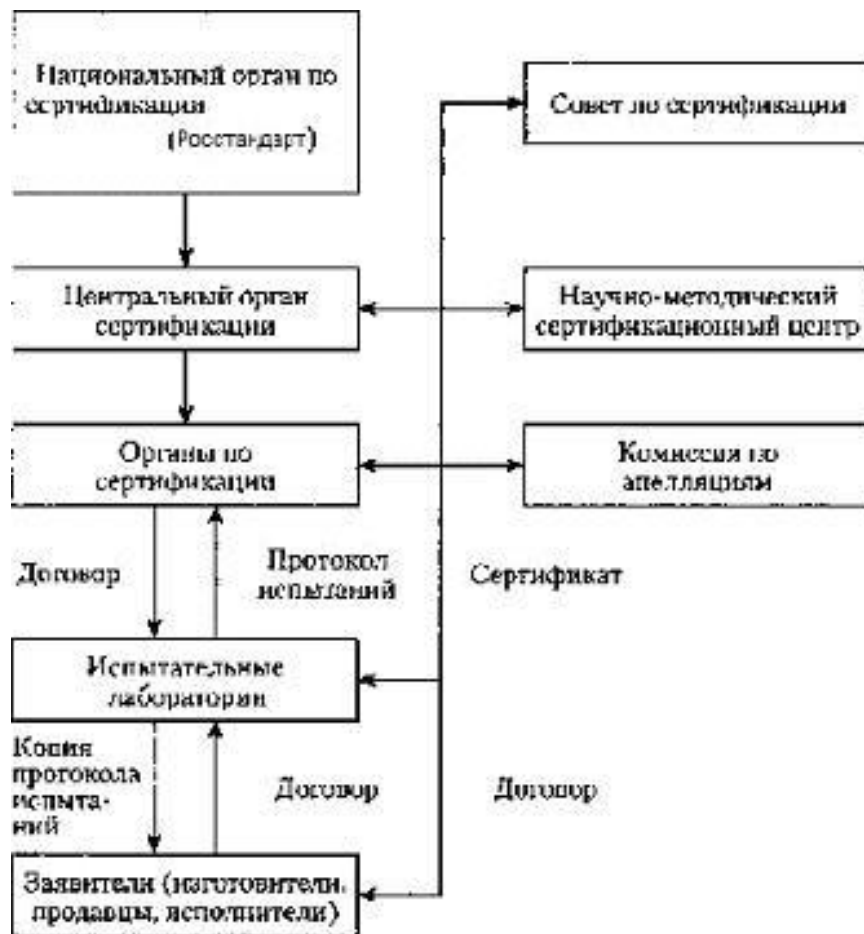 Национальный орган по
сертификации
(Росстандарт)
Совет по сертификации
Центральный орган
сертификации
Научно-методический
сертификационный центр
Органы по
сертификации
Комиссия по
апелляциям
Договор
Протокол
испытаний
Сертификат
Испытательные
лаборатории
Копия
протокола
испыта-
ний
Договор
Договор
Заявители (изготовители,
продавцы, исполнители)